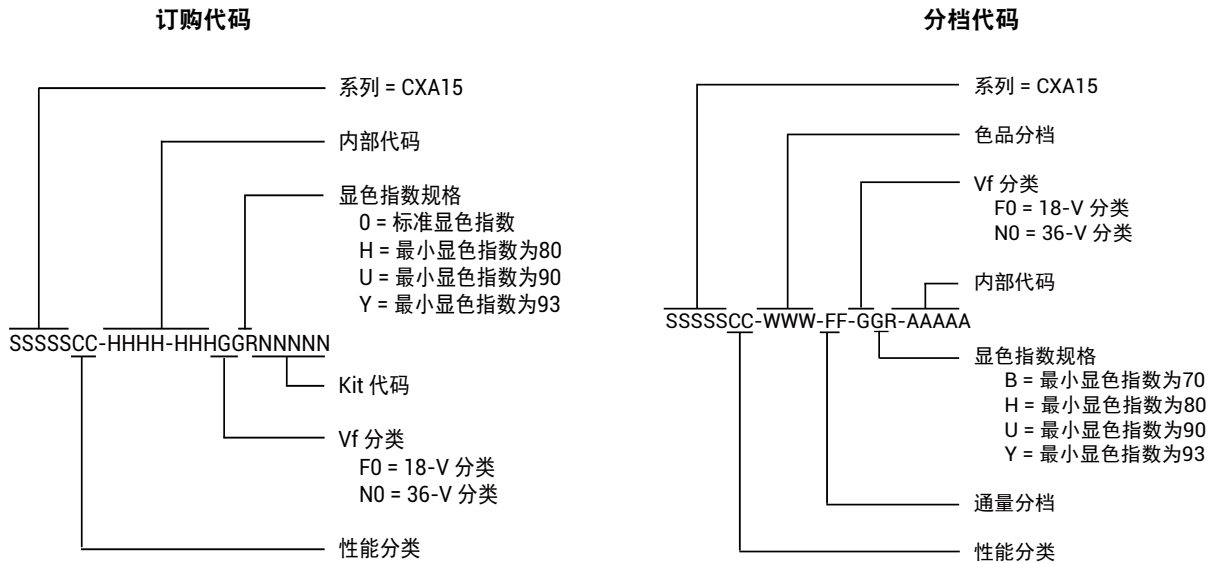 订购代码
系列 = CXA15
内部代码
显色指数规格
0 = 标准显色指数
H = 最小显色指数为80
U = 最小显色指数为90
Y = 最小显色指数为93
SSSSSCC-HHHH-HHHGGRNNNNN
Kit 代码
Vf 分类
F0 = 18-V 分类
N0 = 36-V 分类
性能分类
分档代码
系列 = CXA15
色品分档
Vf 分类
F0 = 18-V 分类
N0 = 36-V 分类
内部代码
SSSSSCC-WWW-FF-GGR-AAAAA
显色指数规格
B = 最小显色指数为70
H = 最小显色指数为80
U = 最小显色指数为90
Y = 最小显色指数为93
通量分档
性能分类